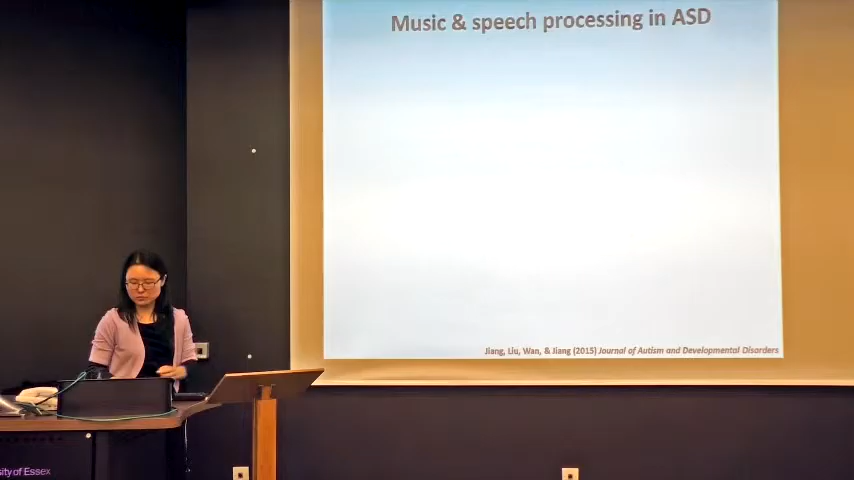 Music & speech processing in ASD
Jiang, Liu, Wan, & Jiang (2015) Journal of Autism and Developmental Disorders
sity of Essex